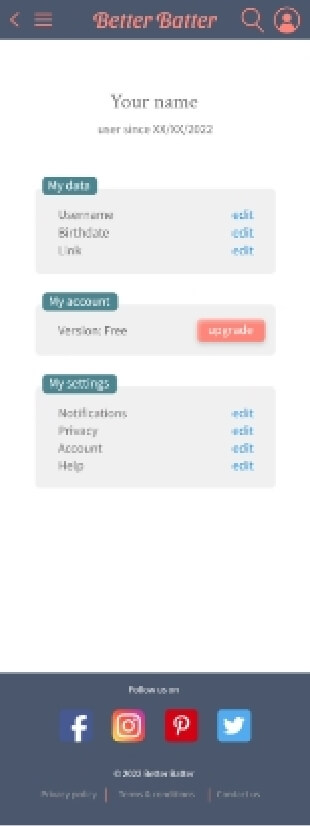 Better Batter
Your name
user since XX/XX/2022
My data
Username edit
Birthdate edit
Link edit
My account
Version: Free upgrade
My settings
Notifications edit
Privacy edit
Account edit
Help edit
Follow us on
© 2022 Better Batter
Privacy policy | Terms & conditions | Contact us